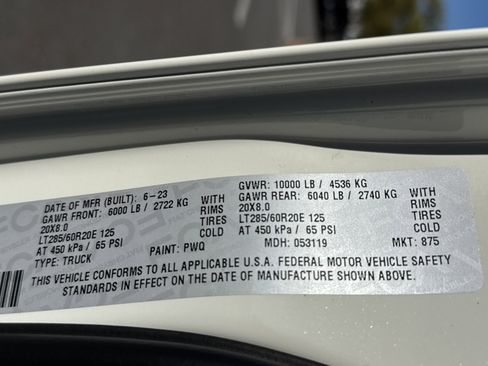 DATE OF MFR (BUILT): 6-23
GAWR FRONT: 6000 LB / 2722 KG WITH
20X8.0 RIMS
LT285/60R20E 125 TIRES
AT 450 kPa / 65 PSI COLD
TYPE: TRUCK PAINT: PWQ
GVWR: 10000 LB / 4536 KG
GAWR REAR: 6040 LB / 2740 KG WITH
20X8.0 RIMS
LT285/60R20E 125 TIRES
AT 450 kPa / 65 PSI COLD
MDH: 053119 MKT: 875
THIS VEHICLE CONFORMS TO ALL APPLICABLE U.S.A. FEDERAL MOTOR VEHICLE SAFETY
STANDARDS IN EFFECT ON THE DATE OF MANUFACTURE SHOWN ABOVE.